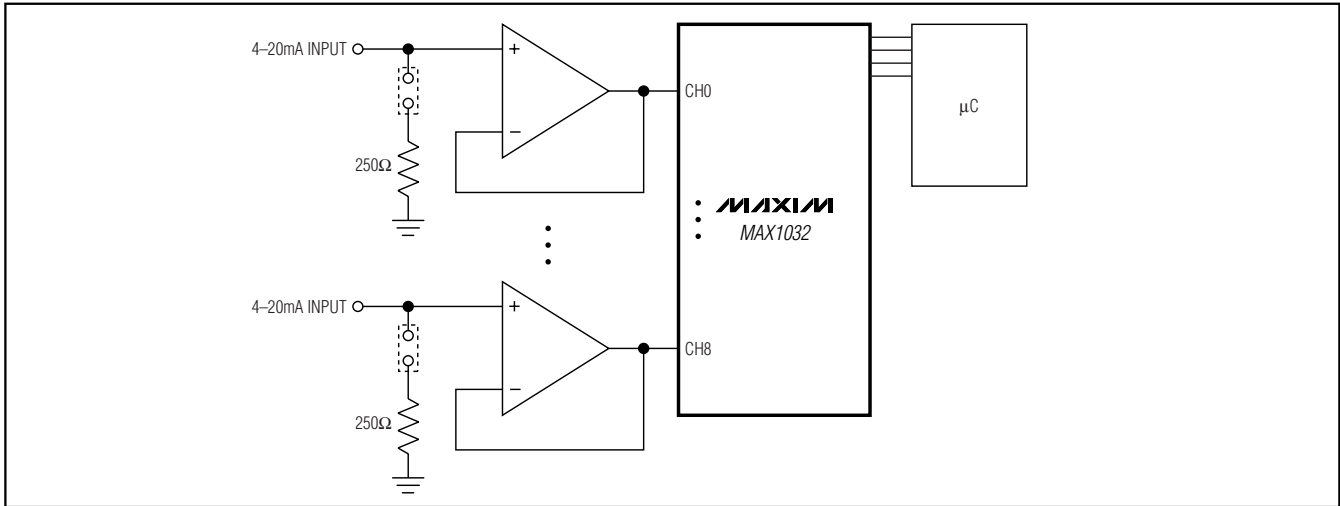 4–20mA INPUT
+
−
250Ω
CH0
μC
MAXIM
MAX1032
4–20mA INPUT
+
−
250Ω
CH8